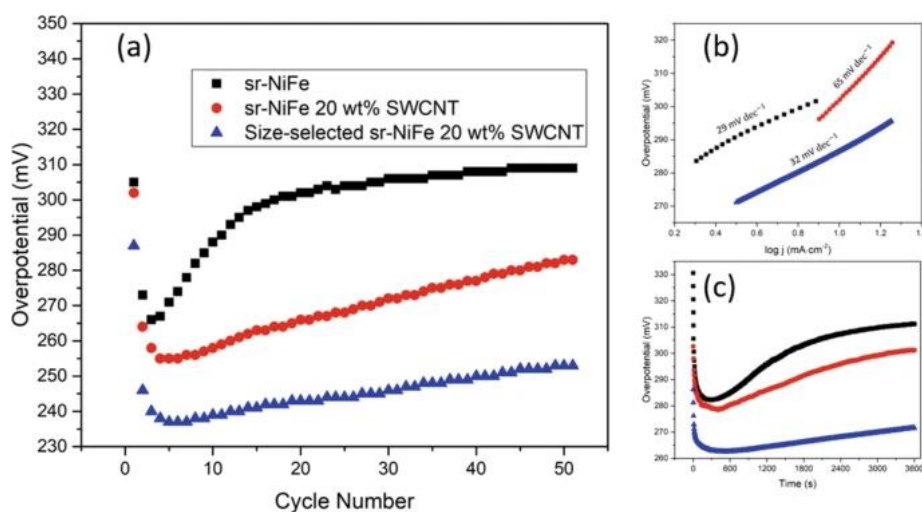 (a)
350
340
330
320
310
300
290
280
270
260
250
240
230
Overpotential (mV)
0 10 20 30 40 50
Cycle Number
sr-NiFe
sr-NiFe 20 wt% SWCNT
Size-selected sr-NiFe 20 wt% SWCNT
(b)
320
310
300
290
280
270
Overpotential (mV)
29 mV dec⁻¹
65 mV dec⁻¹
32 mV dec⁻¹
0.2 0.4 0.6 0.8 1.0 1.2 1.
log j (mA·cm⁻²)
(c)
330
320
310
300
290
280
270
260
Overpotential (mV)
0 600 1200 1800 2400 3000 3600
Time (s)